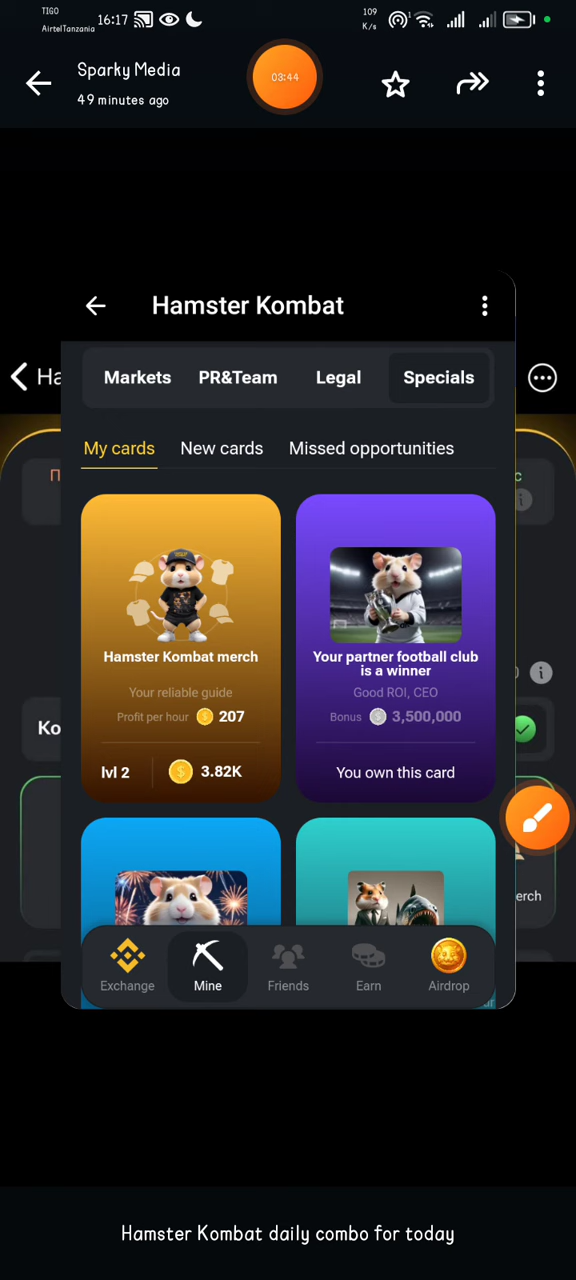 TIGO
AirtelTanzania
16:17
109
K/s
Sparky Media
49 minutes ago
03:44
Hamster Kombat
Ha
Markets
PR&Team
Legal
Specials
My cards
New cards
Missed opportunities
П
с
Hamster Kombat merch
Your reliable guide
Profit per hour
207
lvl 2
3.82K
Your partner football club
is a winner
Good ROI, CEO
Bonus
3,500,000
You own this card
Ко
erch
Exchange
Mine
Friends
Earn
Airdrop
Hamster Kombat daily combo for today